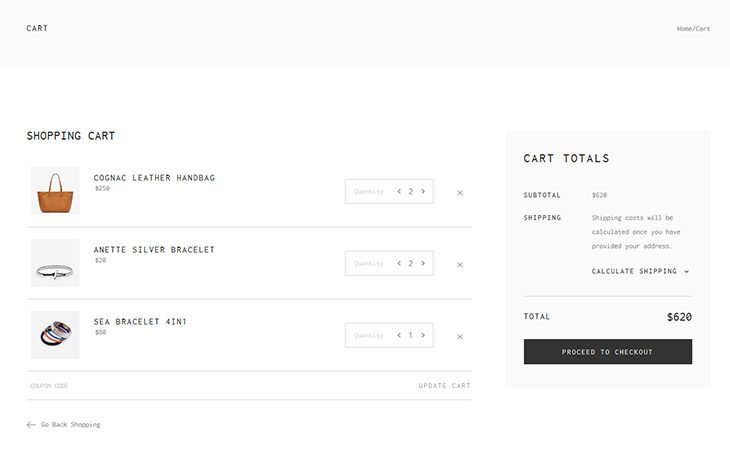 CART
Home/Cart
SHOPPING CART
COGNAC LEATHER HANDBAG
$250
Quantity 2
ANETTE SILVER BRACELET
$20
Quantity 2
SEA BRACELET 4IN1
$80
Quantity 1
COUPON CODE
UPDATE CART
Go Back Shopping
CART TOTALS
SUBTOTAL $620
SHIPPING Shipping costs will be
calculated once you have
provided your address.
CALCULATE SHIPPING
TOTAL $620
PROCEED TO CHECKOUT